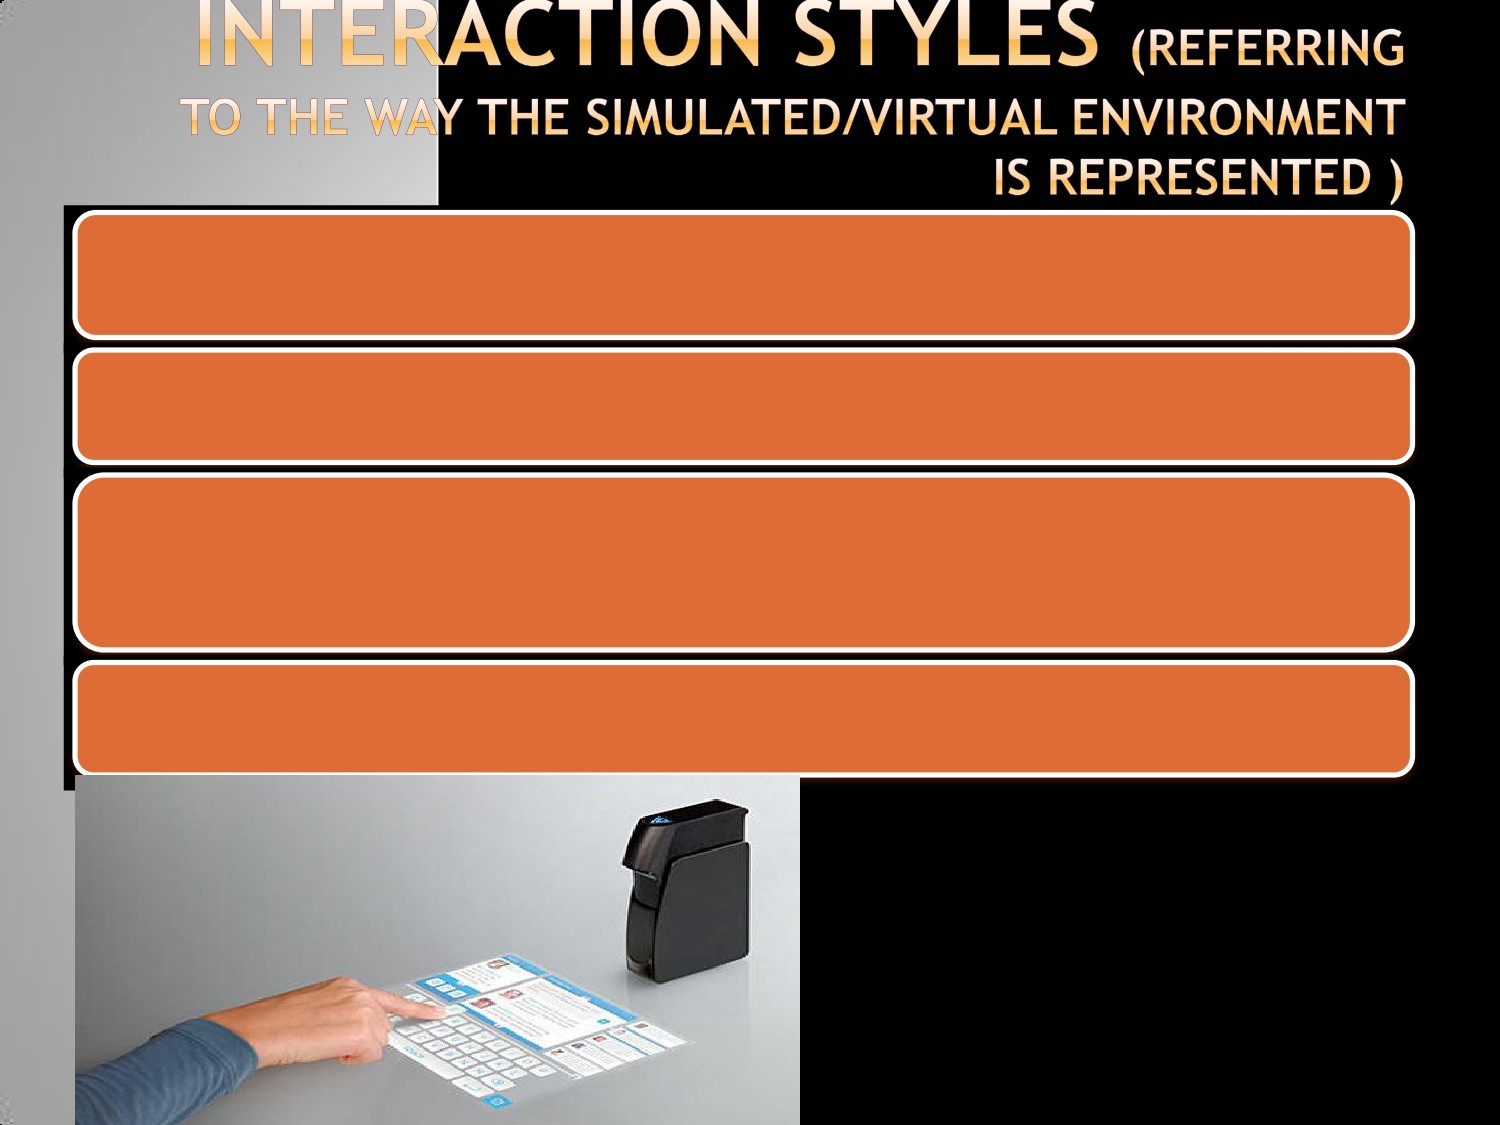 INTERACTION STYLES (REFERRING
TO THE WAY THE SIMULATED/VIRTUAL ENVIRONMENT
IS REPRESENTED )